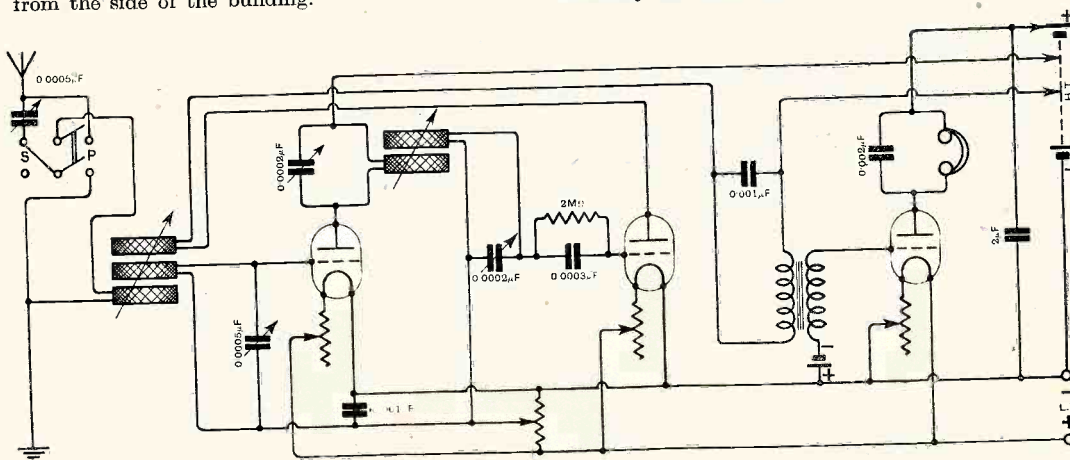 from the side of the building.
0·0005μF
S
P
0·0002μF
0·0005μF
0·0002μF
2MΩ
0·0003μF
0·001μF
0·002μF
2μF
HT
+
-
-
+
-
+